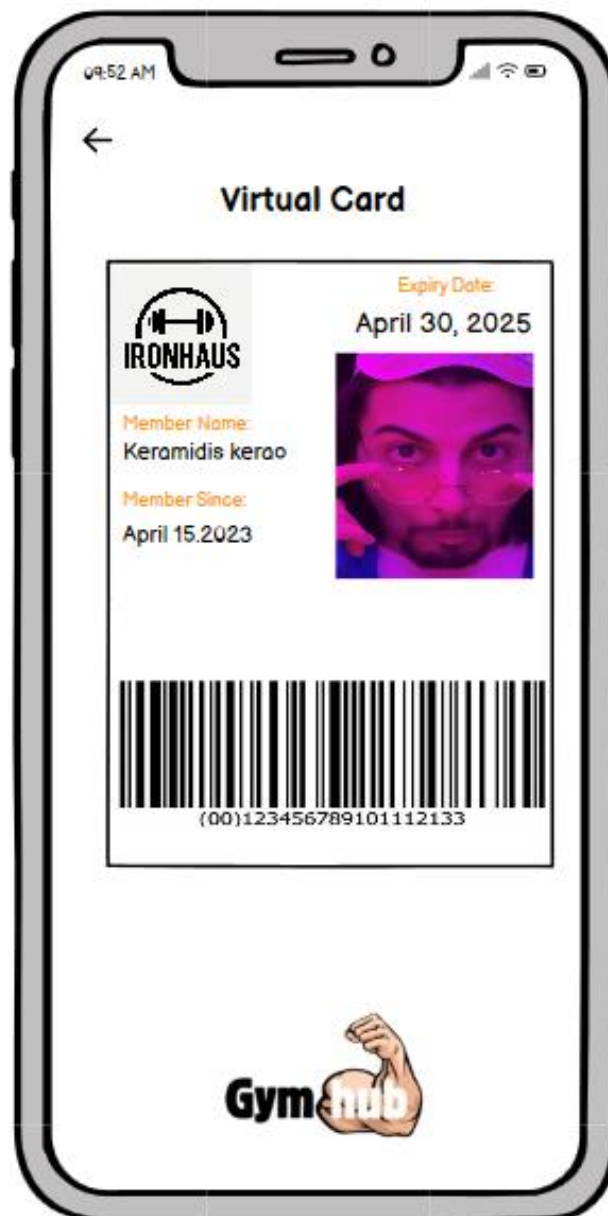 09:52 AM
Virtual Card
IRONHAUS
Expiry Date:
April 30, 2025
Member Name:
Keramidis kerao
Member Since:
April 15.2023
(00)123456789101112133
Gym hub